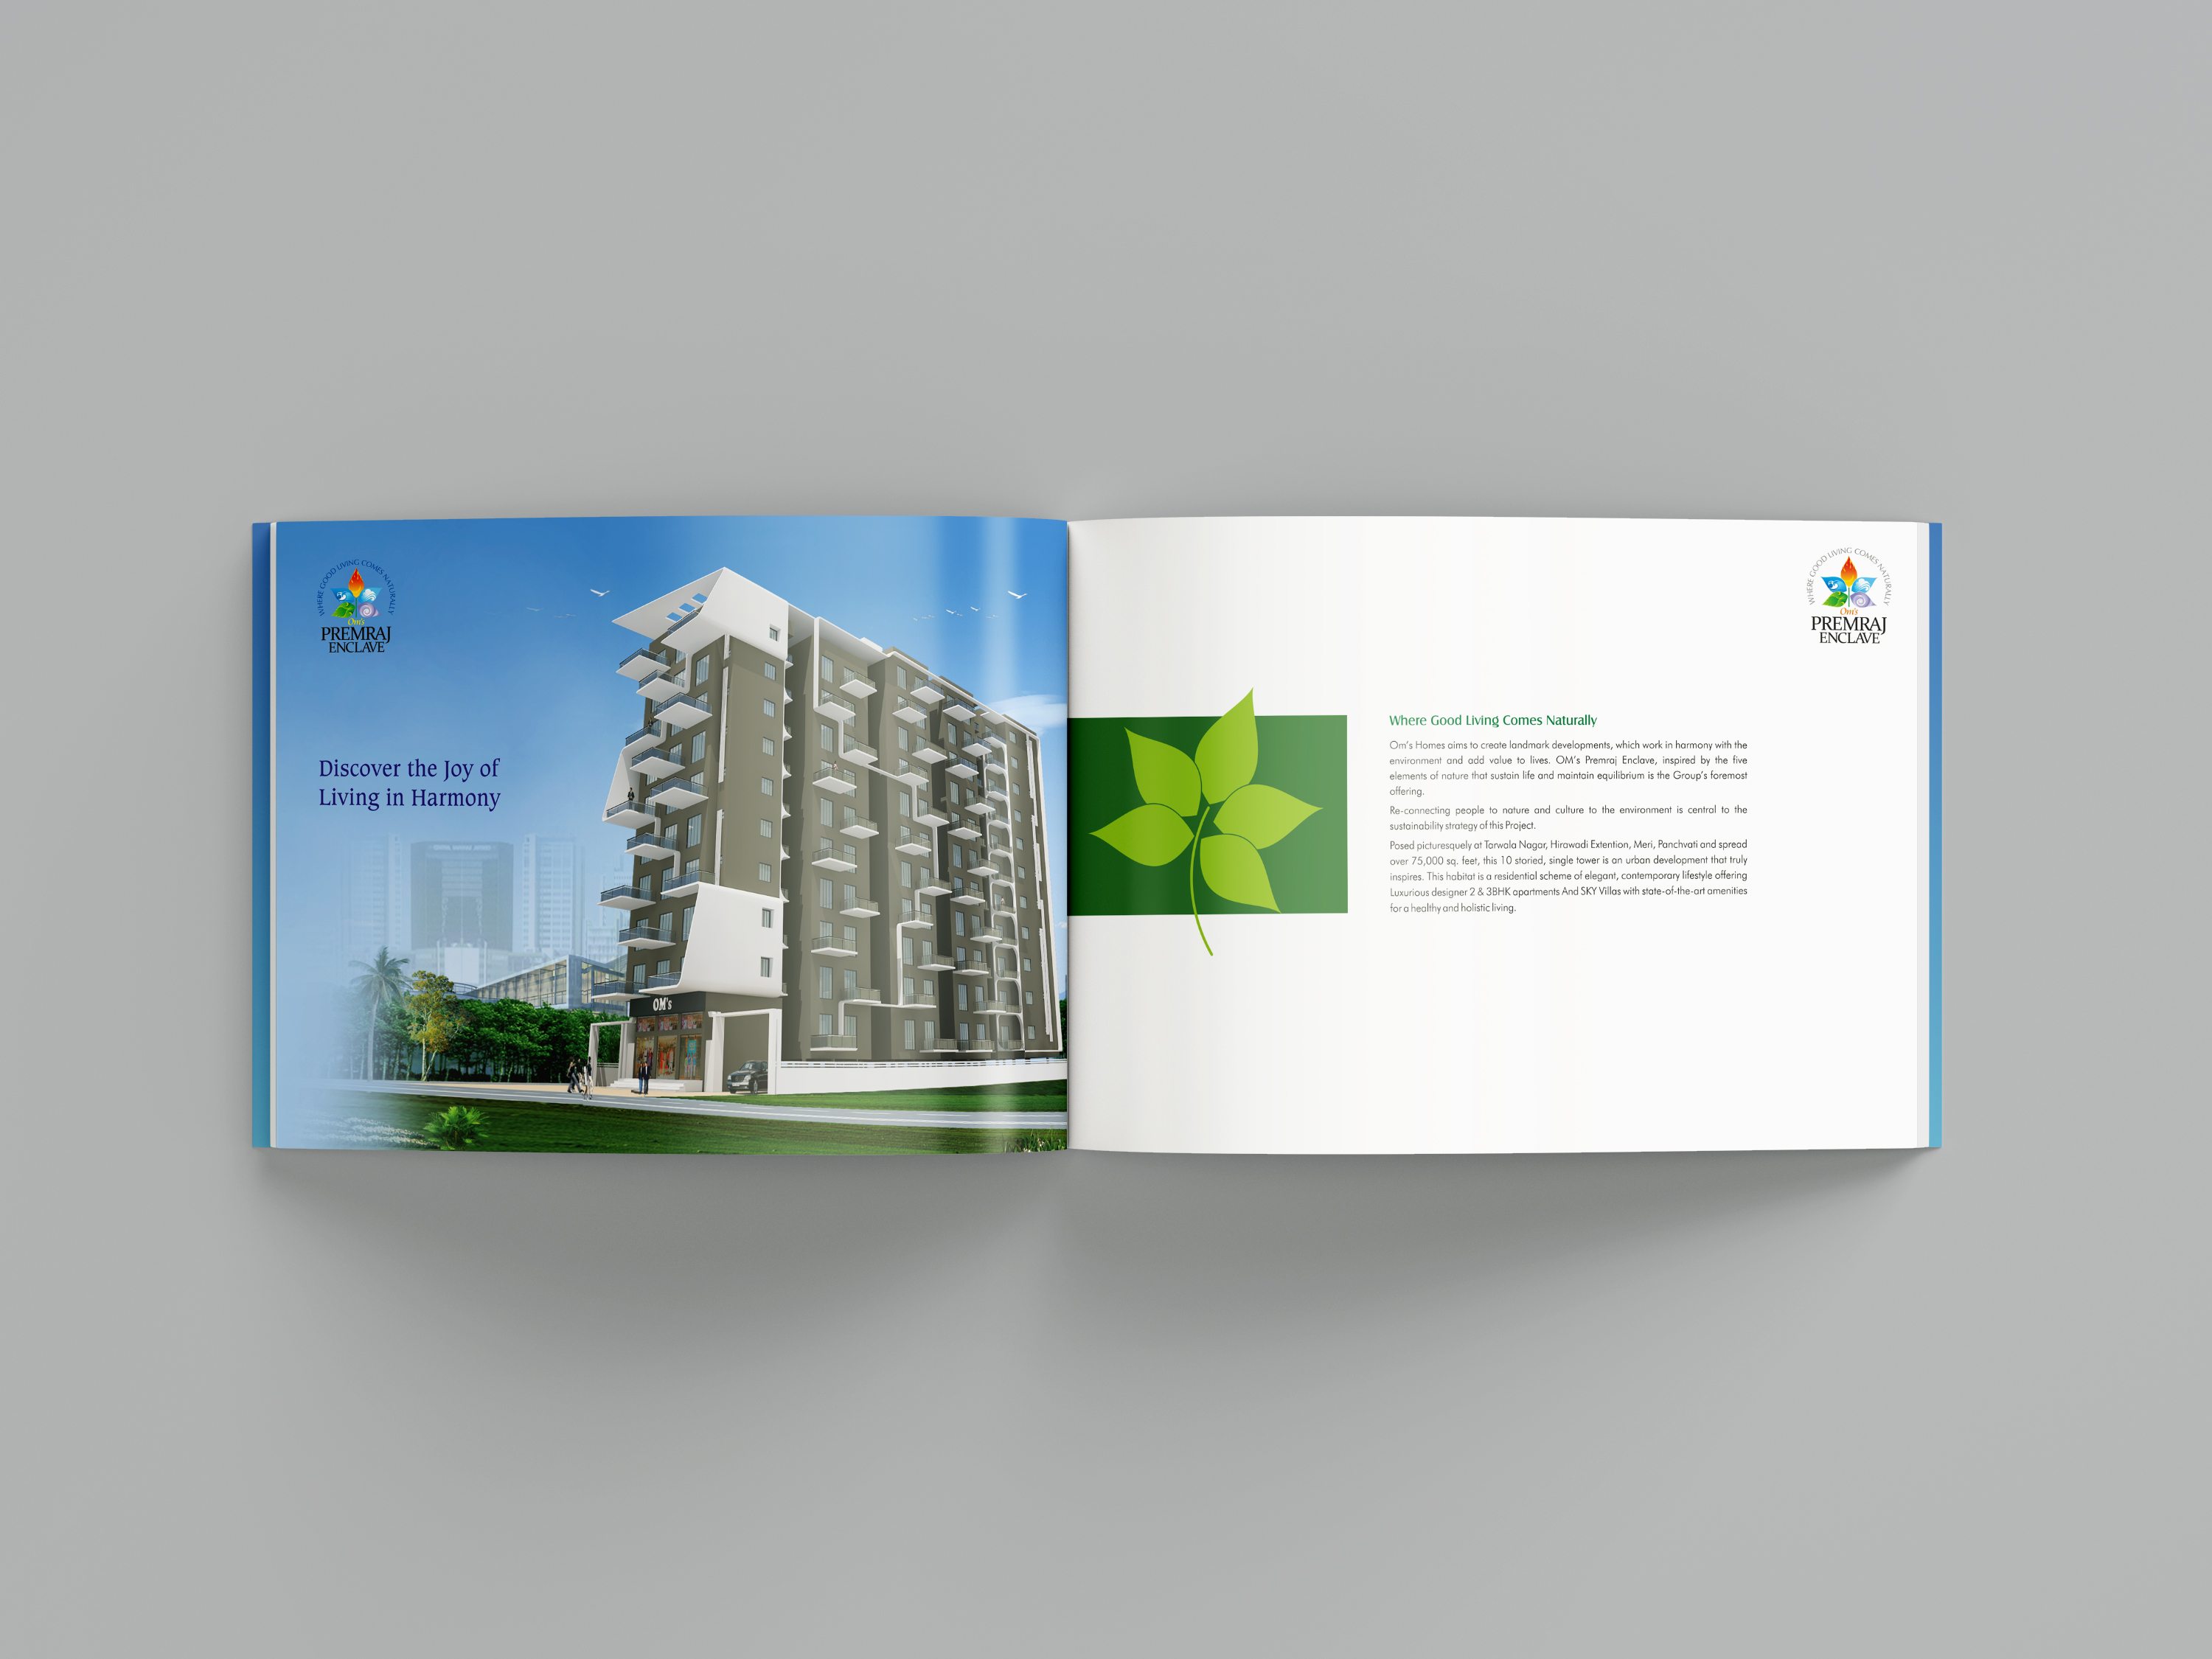 WHERE GOOD LIVING COMES NATURALLY
Om's
PREMRAJ
ENCLAVE
Discover the Joy of
Living in Harmony
OM's
WHERE GOOD LIVING COMES NATURALLY
Om's
PREMRAJ
ENCLAVE
Where Good Living Comes Naturally
Om's Homes aims to create landmark developments, which work in harmony with the
environment and add value to lives. OM's Premraj Enclave, inspired by the five
elements of nature that sustain life and maintain equilibrium is the Group's foremost
offering.
Re-connecting people to nature and culture to the environment is central to the
sustainability strategy of this Project.
Posed picturesquely at Tarwala Nagar, Hirawadi Extention, Meri, Panchvati and spread
over 75,000 sq. feet, this 10 storied, single tower is an urban development that truly
inspires. This habitat is a residential scheme of elegant, contemporary lifestyle offering
Luxurious designer 2 & 3BHK apartments And SKY Villas with state-of-the-art amenities
for a healthy and holistic living.